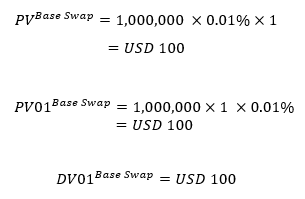 PV^Base Swap = 1,000,000 × 0.01% × 1
= USD 100
PV01^Base Swap = 1,000,000 × 1 × 0.01%
= USD 100
DV01^Base Swap = USD 100